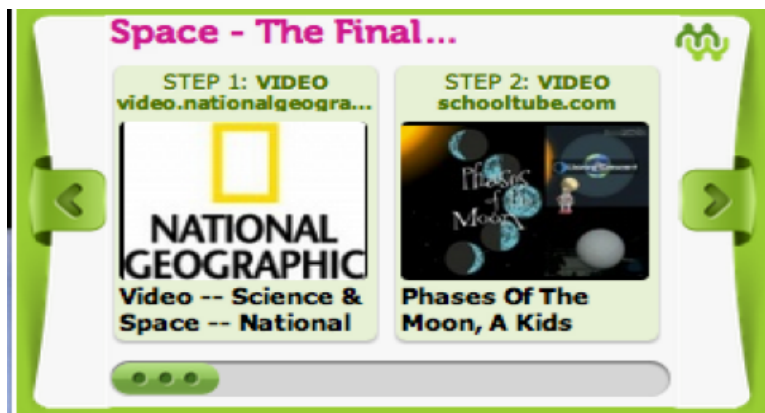 Space - The Final...
STEP 1: VIDEO
video.nationalgeogra...
NATIONAL
GEOGRAPHIC
Video -- Science &
Space -- National
STEP 2: VIDEO
schooltube.com
Phases
of the
Moon
Phases Of The
Moon, A Kids